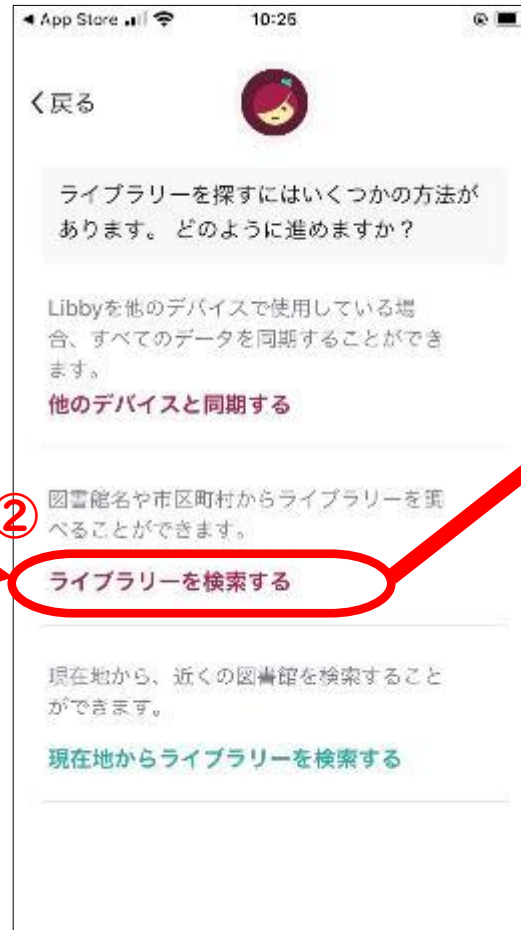 ◀ App Store 10:26
く戻る
ライブラリーを探すにはいくつかの方法が
あります。 どのように進めますか？
Libbyを他のデバイスで使用している場
合、すべてのデータを同期することができ
ます。
他のデバイスと同期する
②
図書館名や市区町村からライブラリーを調
べることができます。
ライブラリーを検索する
現在地から、近くの図書館を検索すること
ができます。
現在地からライブラリーを検索する